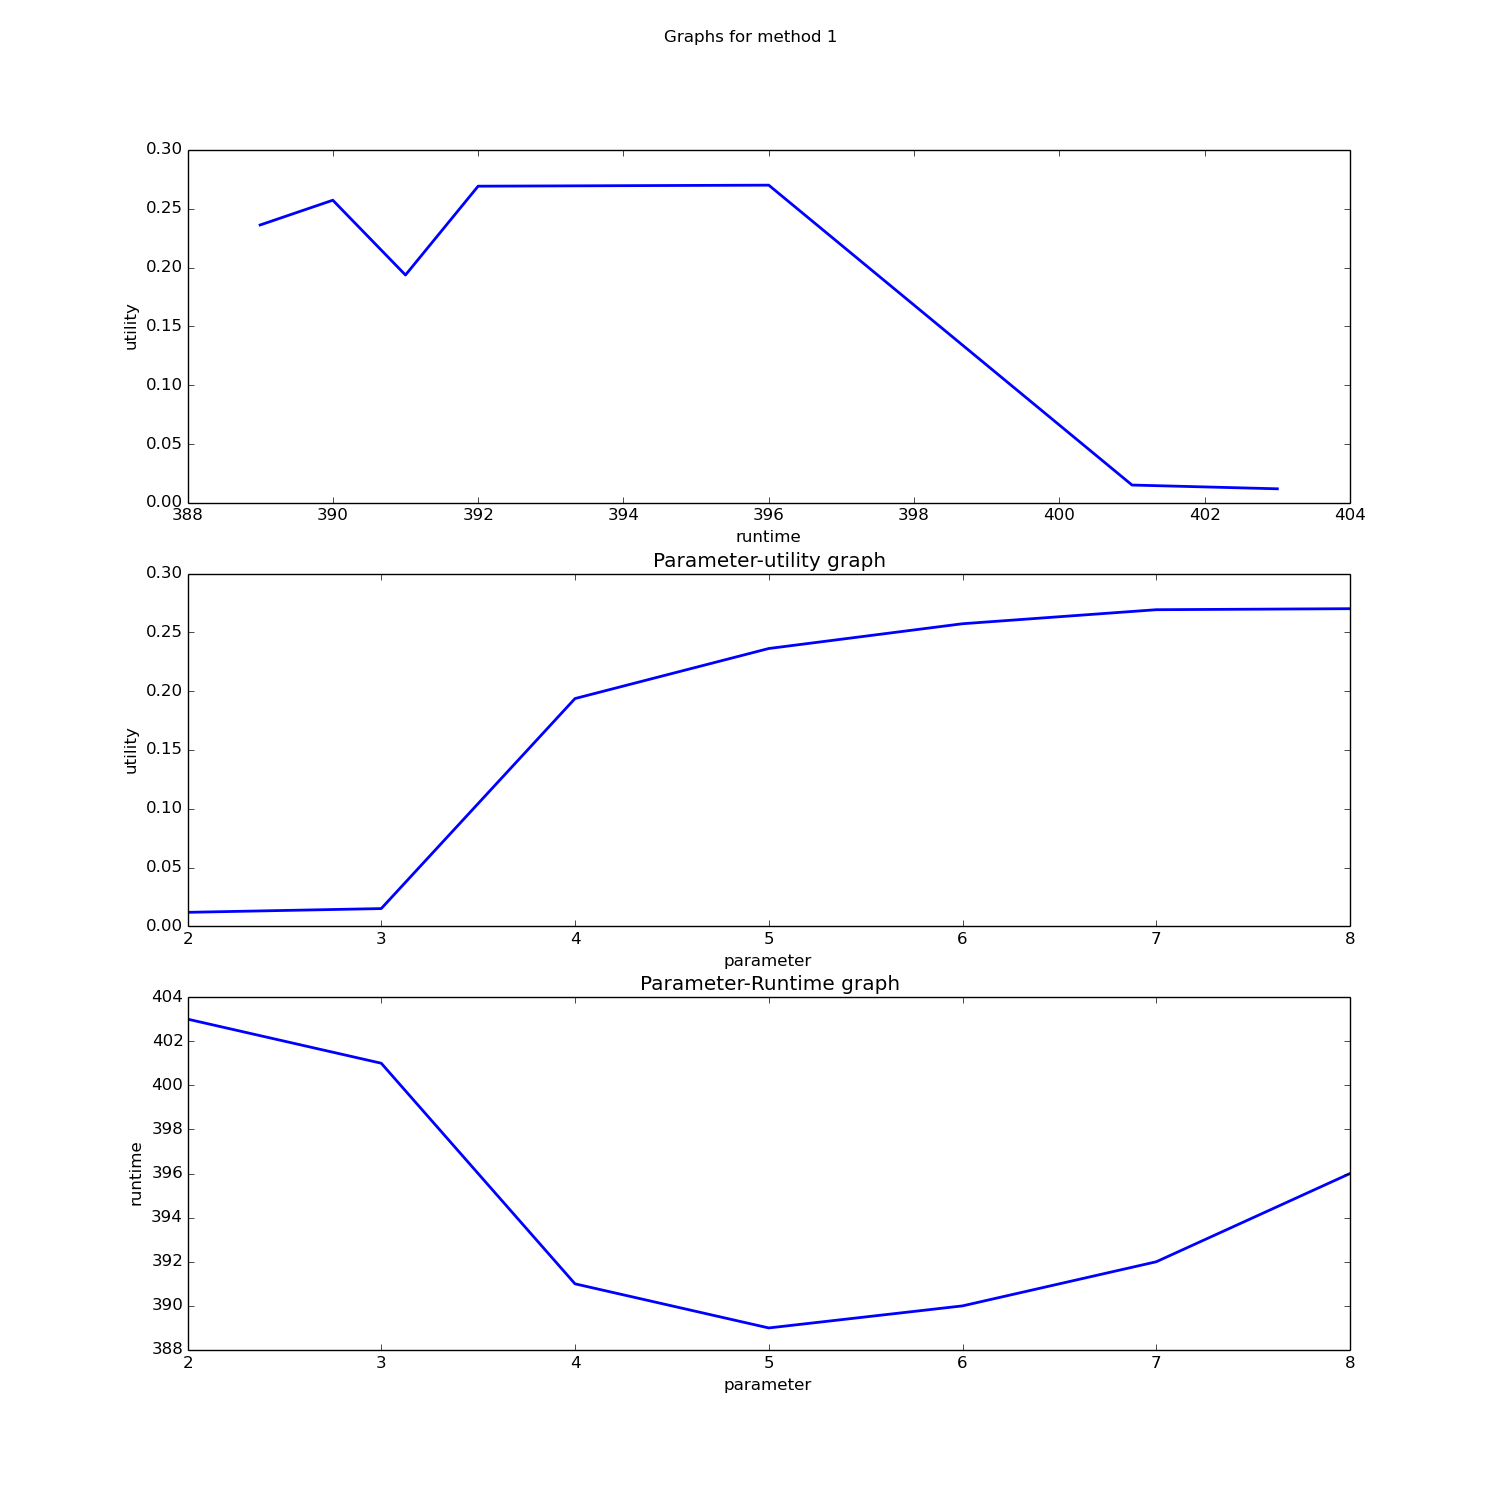 Graphs for method 1
0.30
0.25
0.20
0.15
0.10
0.05
0.00
utility
388 390 392 394 396 398 400 402 404
runtime
Parameter-utility graph
0.30
0.25
0.20
0.15
0.10
0.05
0.00
utility
2 3 4 5 6 7 8
parameter
Parameter-Runtime graph
404
402
400
398
396
394
392
390
388
runtime
2 3 4 5 6 7 8
parameter